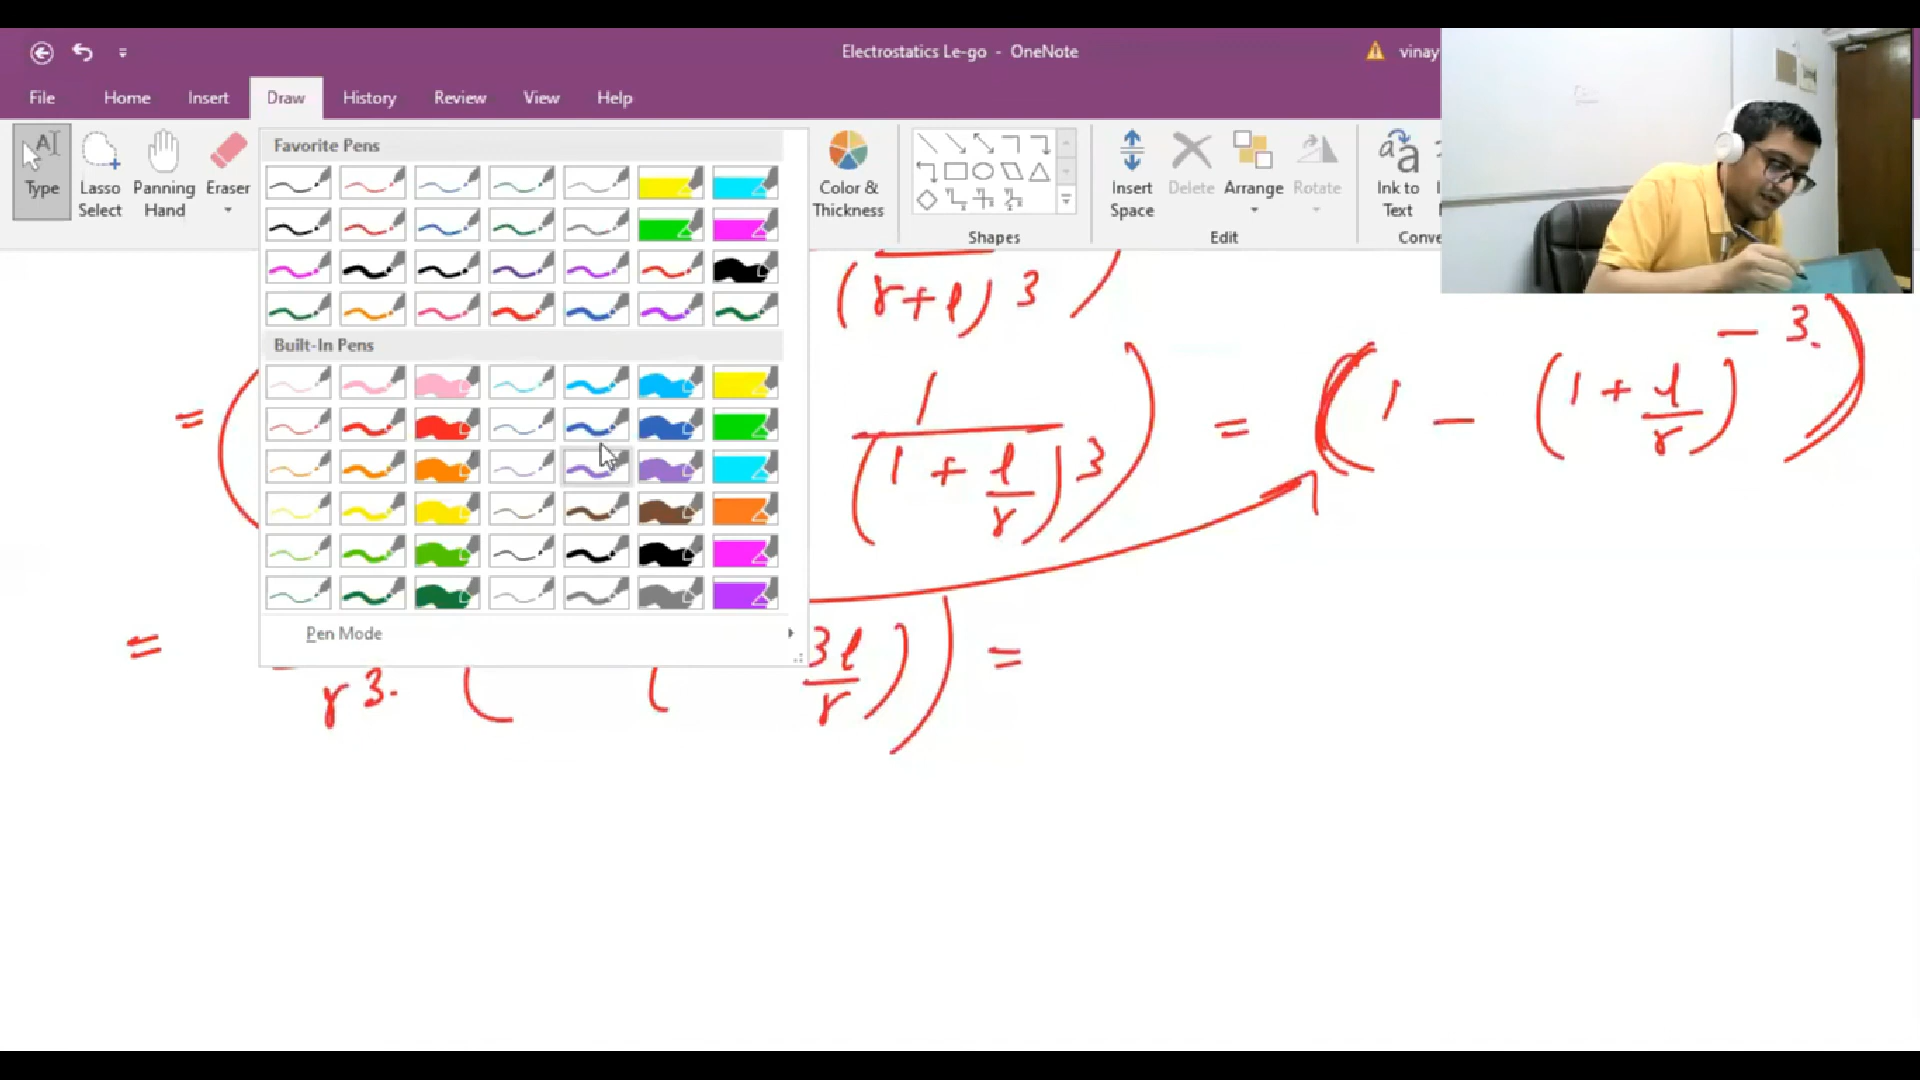 Electrostatics Le-go - OneNote
vinay
File Home Insert Draw History Review View Help
Type
Lasso Select
Panning Hand
Eraser
Favorite Pens
Built-In Pens
Pen Mode
Color & Thickness
Shapes
Insert Space
Delete
Arrange
Rotate
Edit
Ink to Text
Conve
(r+l)3
= ( 1/(1+l/r)3 ) = (1 - (1+l/r)-3.)
= r3. ( ( 3l/r)) =